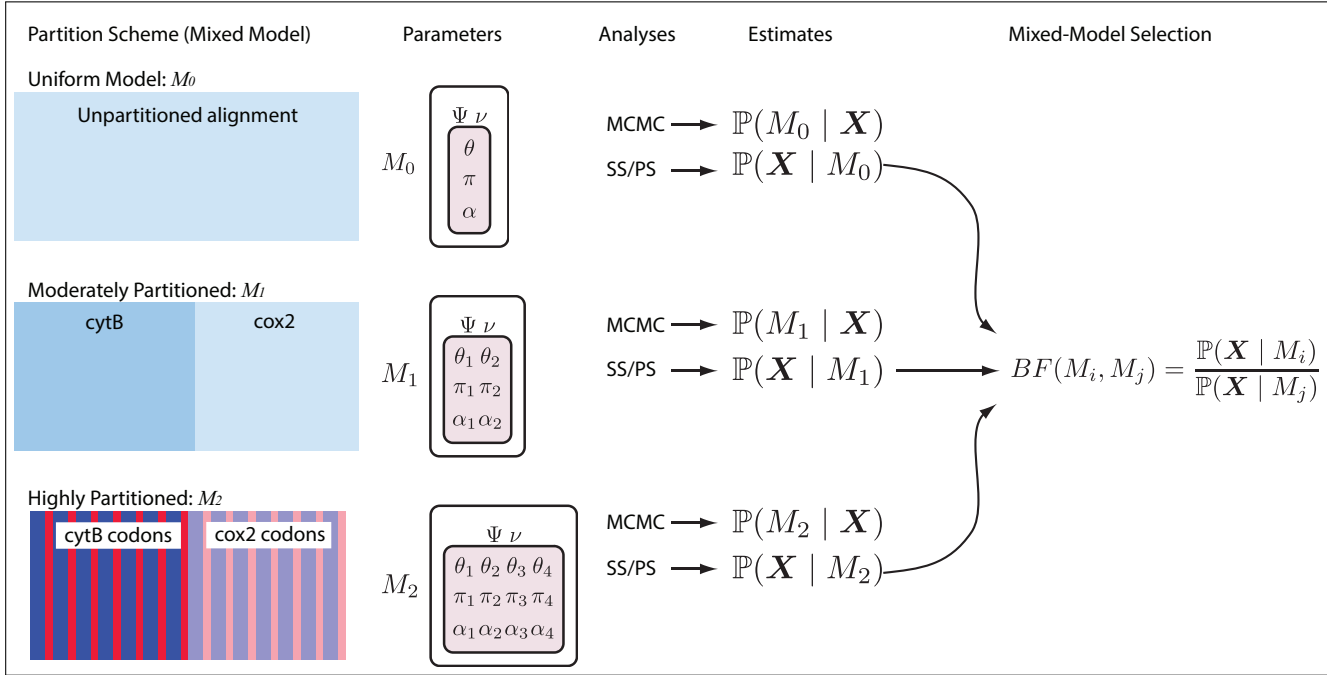 Partition Scheme (Mixed Model) Parameters Analyses Estimates Mixed-Model Selection
Uniform Model: M₀
Unpartitioned alignment
M₀
Ψ ν
θ
π
α
MCMC ℙ(M₀ | X)
SS/PS ℙ(X | M₀)
Moderately Partitioned: M₁
cytB cox2
M₁
Ψ ν
θ₁ θ₂
π₁ π₂
α₁ α₂
MCMC ℙ(M₁ | X)
SS/PS ℙ(X | M₁)
BF(Mᵢ, Mⱼ) = ℙ(X | Mᵢ)
ℙ(X | Mⱼ)
Highly Partitioned: M₂
cytB codons cox2 codons
M₂
Ψ ν
θ₁ θ₂ θ₃ θ₄
π₁ π₂ π₃ π₄
α₁ α₂ α₃ α₄
MCMC ℙ(M₂ | X)
SS/PS ℙ(X | M₂)